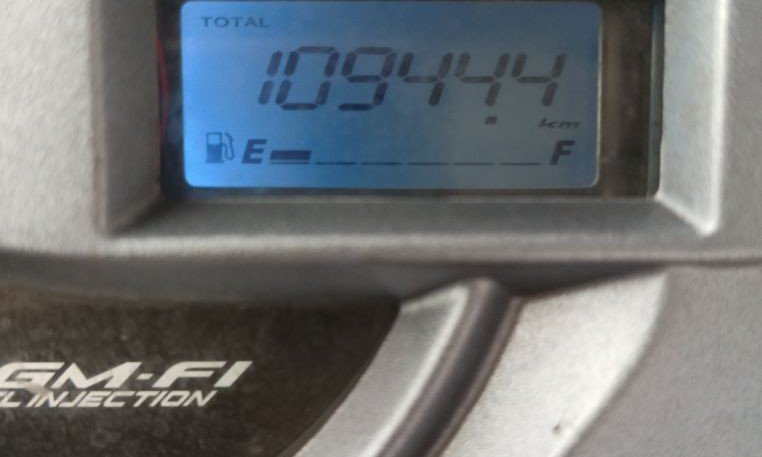 TOTAL
10944.4
km
E F
GM-FI
L INJECTION